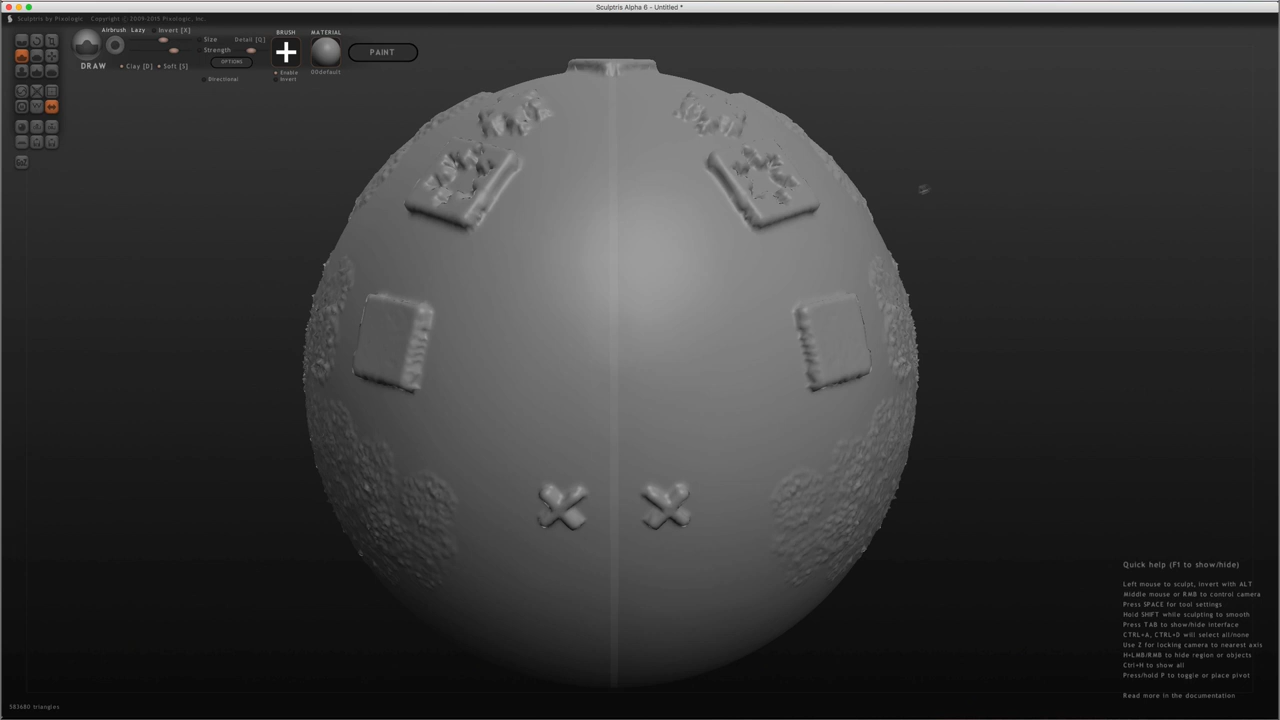 Sculptris Alpha 6 - Untitled *
Sculptris by Pixologic Copyright © 2009-2015 Pixologic, Inc.
Airbrush Lazy Invert [X]
Size Detail [Q]
Strength
OPTIONS
DRAW
Clay [D] Soft [S]
Directional
BRUSH
Enable
Invert
MATERIAL
00default
PAINT
GoZ
Quick help (F1 to show/hide)
Left mouse to sculpt, invert with ALT
Middle mouse or RMB to control camera
Press SPACE for tool settings
Hold SHIFT while sculpting to smooth
Press TAB to show/hide interface
CTRL+A, CTRL+D will select all/none
Use Z for locking camera to nearest axis
H+LMB/RMB to hide region or objects
Ctrl+H to show all
Press/hold P to toggle or place pivot
Read more in the documentation
583680 triangles